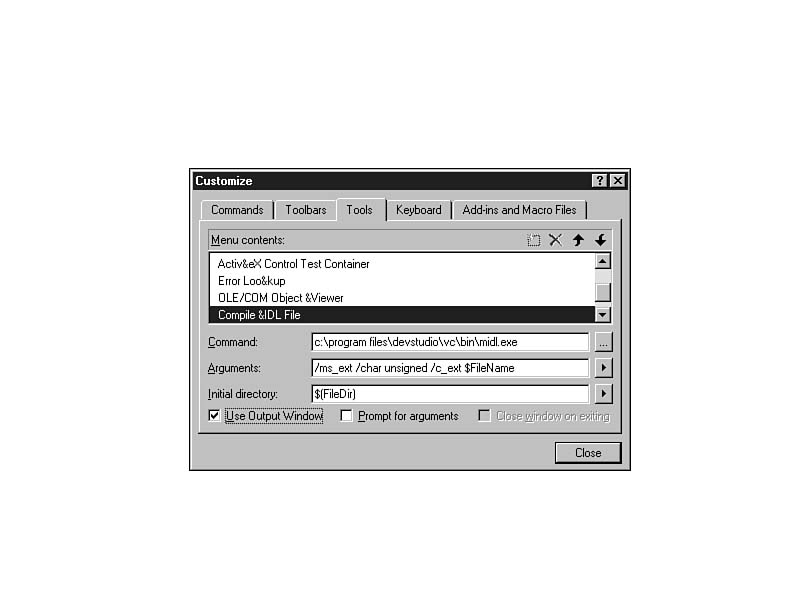 Customize
Commands Toolbars Tools Keyboard Add-ins and Macro Files
Menu contents:
Activ&eX Control Test Container
Error Loo&kup
OLE/COM Object &Viewer
Compile &IDL File
Command: c:\program files\devstudio\vc\bin\midl.exe ...
Arguments: /ms_ext /char unsigned /c_ext $FileName
Initial directory: $(FileDir)
Use Output Window Prompt for arguments Close window on exiting
Close